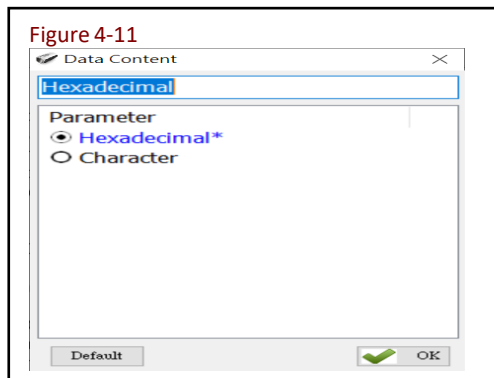 Figure 4-11
Data Content
Hexadecimal
Parameter
Hexadecimal*
Character
Default
OK